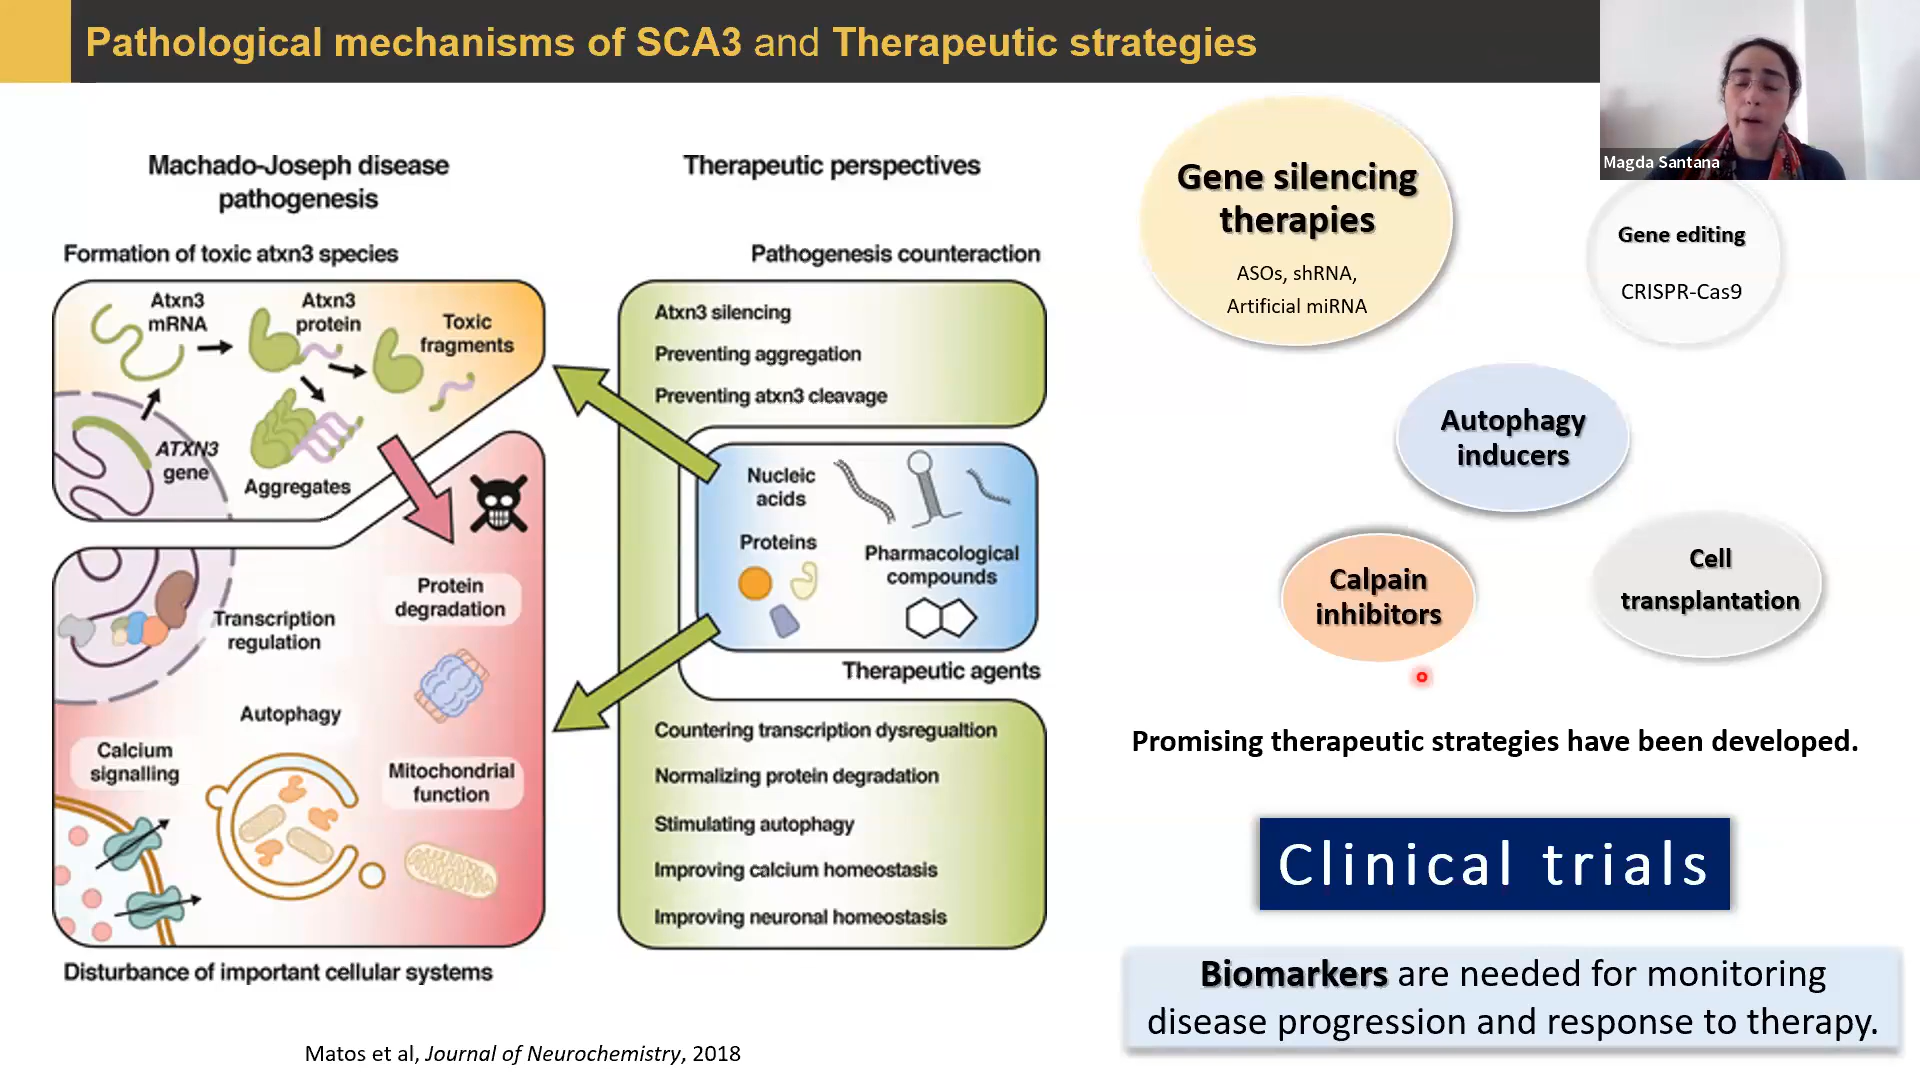 Pathological mechanisms of SCA3 and Therapeutic strategies
Magda Santana
Machado-Joseph disease
pathogenesis
Formation of toxic atxn3 species
Atxn3
mRNA
Atxn3
protein
Toxic
fragments
ATXN3
gene
Aggregates
Protein
degradation
Transcription
regulation
Autophagy
Calcium
signalling
Mitochondrial
function
Disturbance of important cellular systems
Therapeutic perspectives
Pathogenesis counteraction
Atxn3 silencing
Preventing aggregation
Preventing atxn3 cleavage
Nucleic
acids
Proteins
Pharmacological
compounds
Therapeutic agents
Countering transcription dysregualtion
Normalizing protein degradation
Stimulating autophagy
Improving calcium homeostasis
Improving neuronal homeostasis
Matos et al, Journal of Neurochemistry, 2018
Gene silencing
therapies
ASOs, shRNA,
Artificial miRNA
Gene editing
CRISPR-Cas9
Autophagy
inducers
Calpain
inhibitors
Cell
transplantation
Promising therapeutic strategies have been developed.
Clinical trials
Biomarkers are needed for monitoring
disease progression and response to therapy.